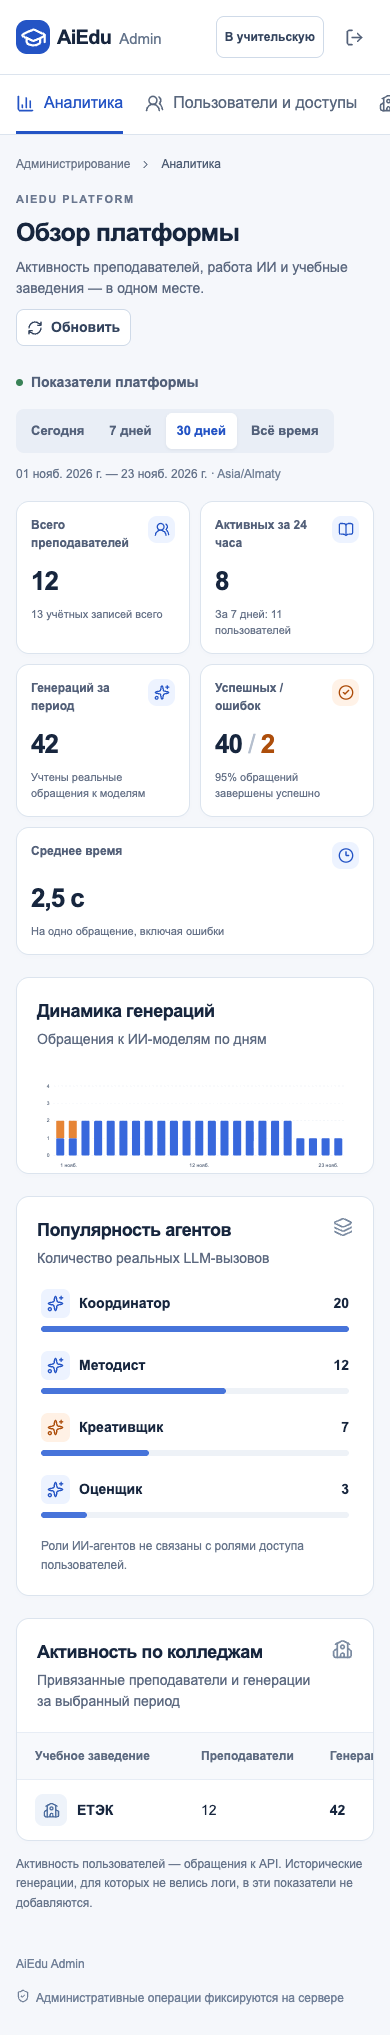 AiEdu Admin
В учительскую
Аналитика
Пользователи и доступы
Администрирование > Аналитика
AIEDU PLATFORM
Обзор платформы
Активность преподавателей, работа ИИ и учебные
заведения — в одном месте.
Обновить
Показатели платформы
Сегодня
7 дней
30 дней
Всё время
01 нояб. 2026 г. — 23 нояб. 2026 г. · Asia/Almaty
Всего
преподавателей
12
13 учётных записей всего
Активных за 24
часа
8
За 7 дней: 11
пользователей
Генераций за
период
42
Учтены реальные
обращения к моделям
Успешных /
ошибок
40 / 2
95% обращений
завершены успешно
Среднее время
2,5 с
На одно обращение, включая ошибки
Динамика генераций
Обращения к ИИ-моделям по дням
4
3
2
1
0
1 нояб.
12 нояб.
23 нояб.
Популярность агентов
Количество реальных LLM-вызовов
Координатор 20
Методист 12
Креативщик 7
Оценщик 3
Роли ИИ-агентов не связаны с ролями доступа
пользователей.
Активность по колледжам
Привязанные преподаватели и генерации
за выбранный период
Учебное заведение Преподаватели Генера
ЕТЭК 12 42
Активность пользователей — обращения к API. Исторические
генерации, для которых не велись логи, в эти показатели не
добавляются.
AiEdu Admin
Административные операции фиксируются на сервере